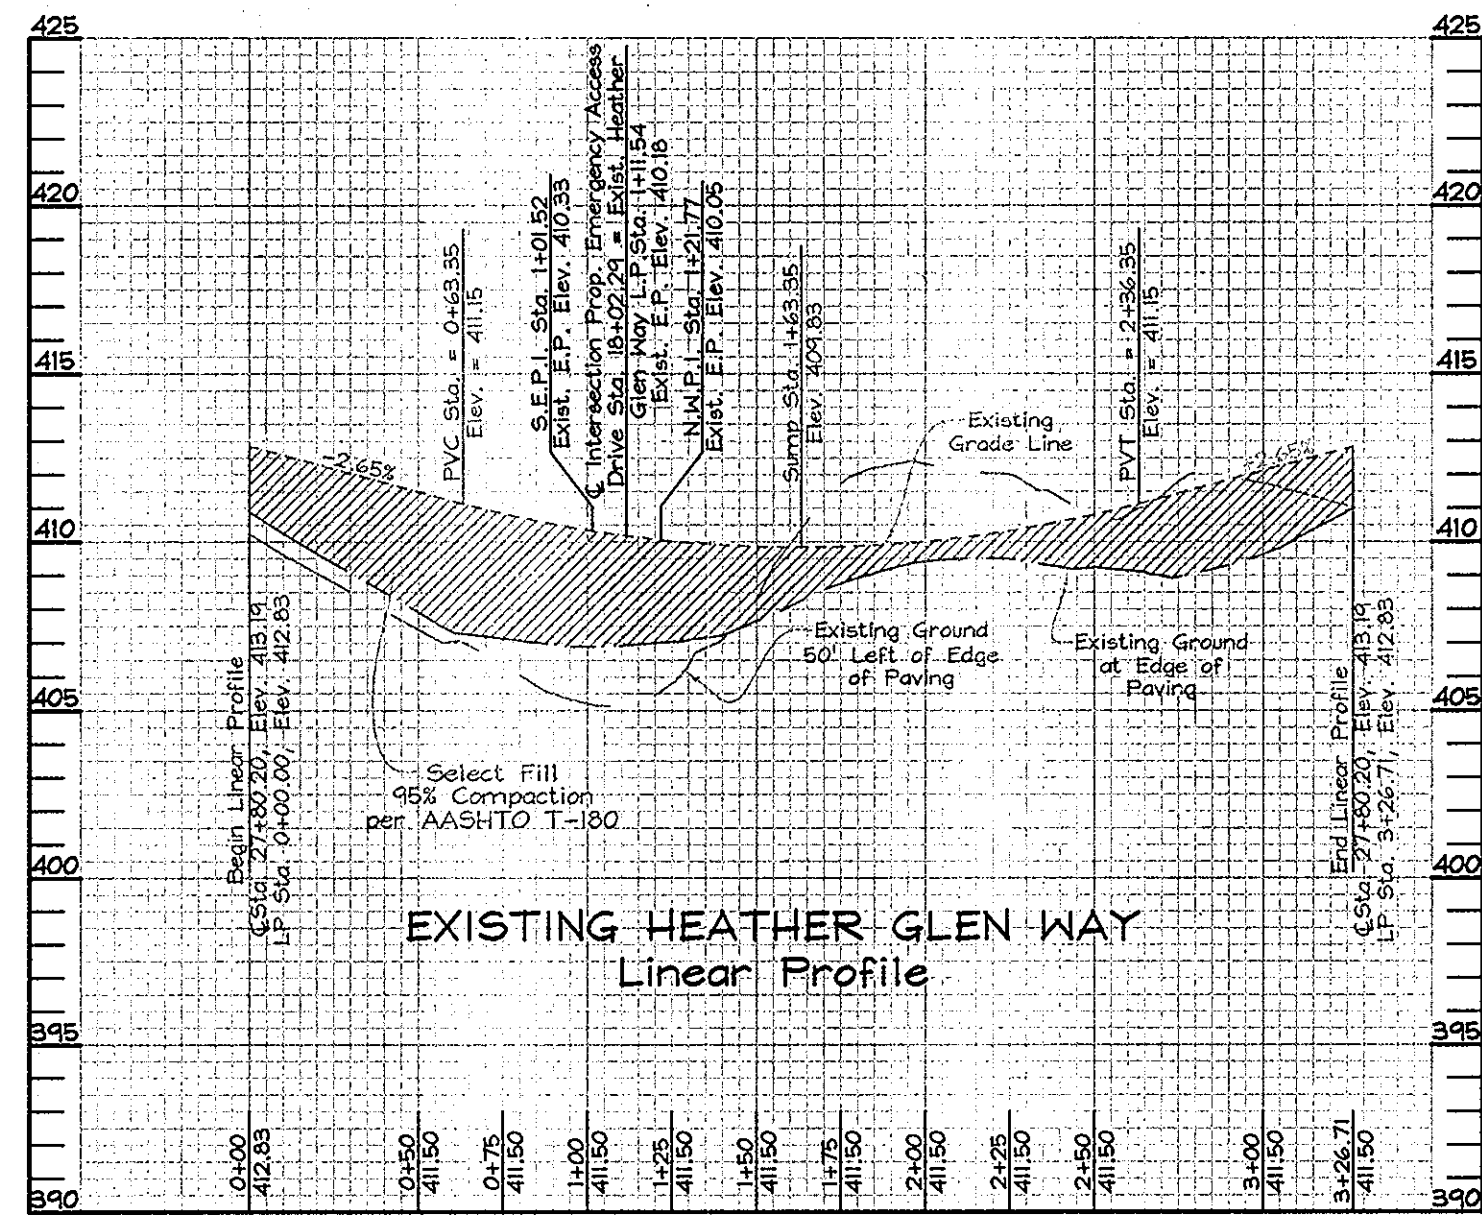 425
425
420
420
415
415
410
410
405
405
400
400
395
395
390
390
-2.65%
PVC Sta. = 0+63.35
Elev. = 411.15
S.E.P.I. Sta. 1+01.52
Exist. E.P. Elev. 410.33
℄ Intersection Prop. Emergency Access
Drive Sta 18+02.29 = Exist. Heather
Glen Way L.P. Sta. 1+11.54
Exist. E.P. Elev. 410.18
N.W.P.I. Sta. 1+21.77
Exist. E.P. Elev. 410.05
Sump Sta. 1+63.35
Elev. 409.83
Existing
Grade Line
PVT Sta. = 2+36.35
Elev. = 411.15
+2.65%
Begin Linear Profile
℄ Sta. 27+80.20, Elev. 413.19
LP Sta. 0+00.00, Elev. 412.83
Select Fill
95% Compaction
per AASHTO T-180
Existing Ground
50' Left of Edge
of Paving
Existing Ground
at Edge of
Paving
End Linear Profile
℄ Sta. 27+80.20, Elev. 413.19
LP Sta. 3+26.71, Elev. 412.83
EXISTING HEATHER GLEN WAY
Linear Profile
0+00
412.83
0+50
411.50
0+75
411.50
1+00
411.50
1+25
411.50
1+50
411.50
1+75
411.50
2+00
411.50
2+25
411.50
2+50
411.50
3+00
411.50
3+26.71
411.50